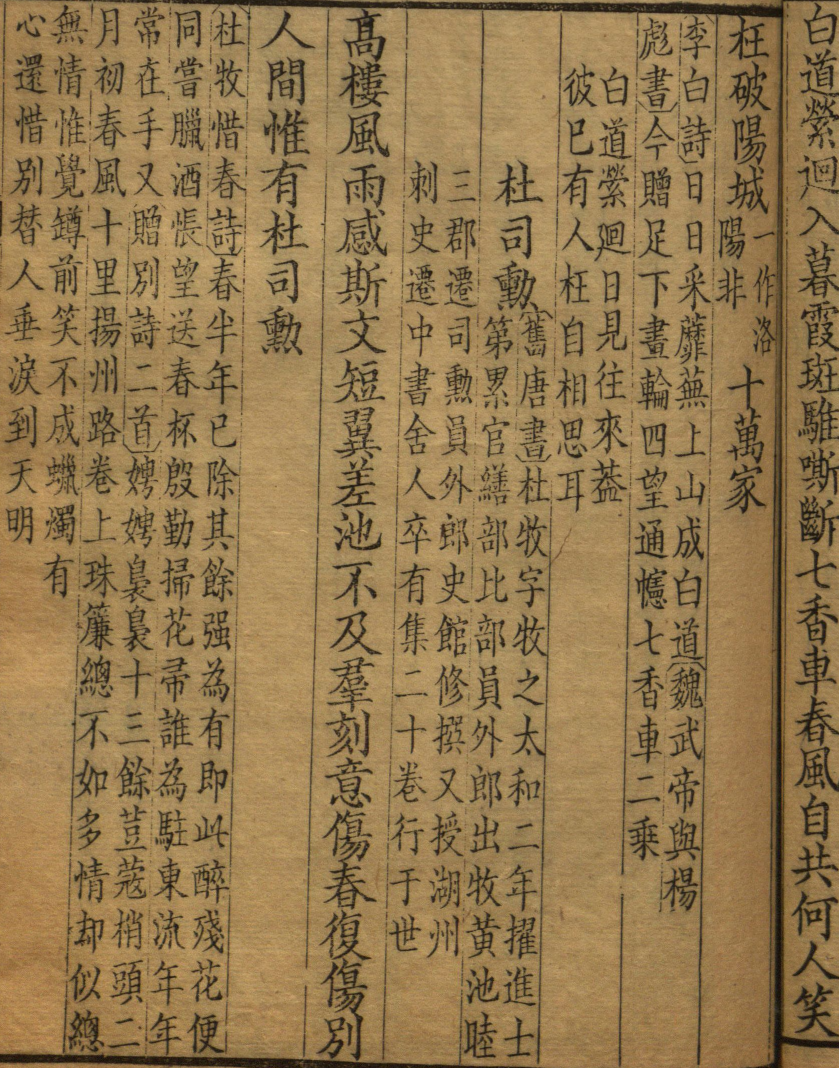 白道縈迴入暮霞斑騅嘶斷七香車春風自共何人笑
枉破陽城一作洛陽非十萬家
李白詩日日采蘼蕪上山成白道魏武帝與楊
彪書今贈足下畫輪四望通幰七香車二乗
白道縈迴日見往來葢
彼已有人枉自相思耳
杜司勲舊唐書杜牧字牧之太和二年擢進士
第累官繕部比部員外郎出牧黄池睦
三郡遷司勲員外郎史館修撰又授湖州
刺史遷中書舍人卒有集二十卷行于世
髙樓風雨感斯文短翼差池不及羣刻意傷春復傷别
人間惟有杜司勲
杜牧惜春詩春半年已除其餘强為有即此醉殘花便
同嘗臘酒悵望送春杯殷勤掃花帚誰為駐東流年年
常在手又贈别詩二首娉娉裊裊十三餘荳蔻梢頭二
月初春風十里揚州路卷上珠簾總不如多情却似總
無情惟覺罇前笑不成蠟燭有
心還惜别替人垂淚到天明